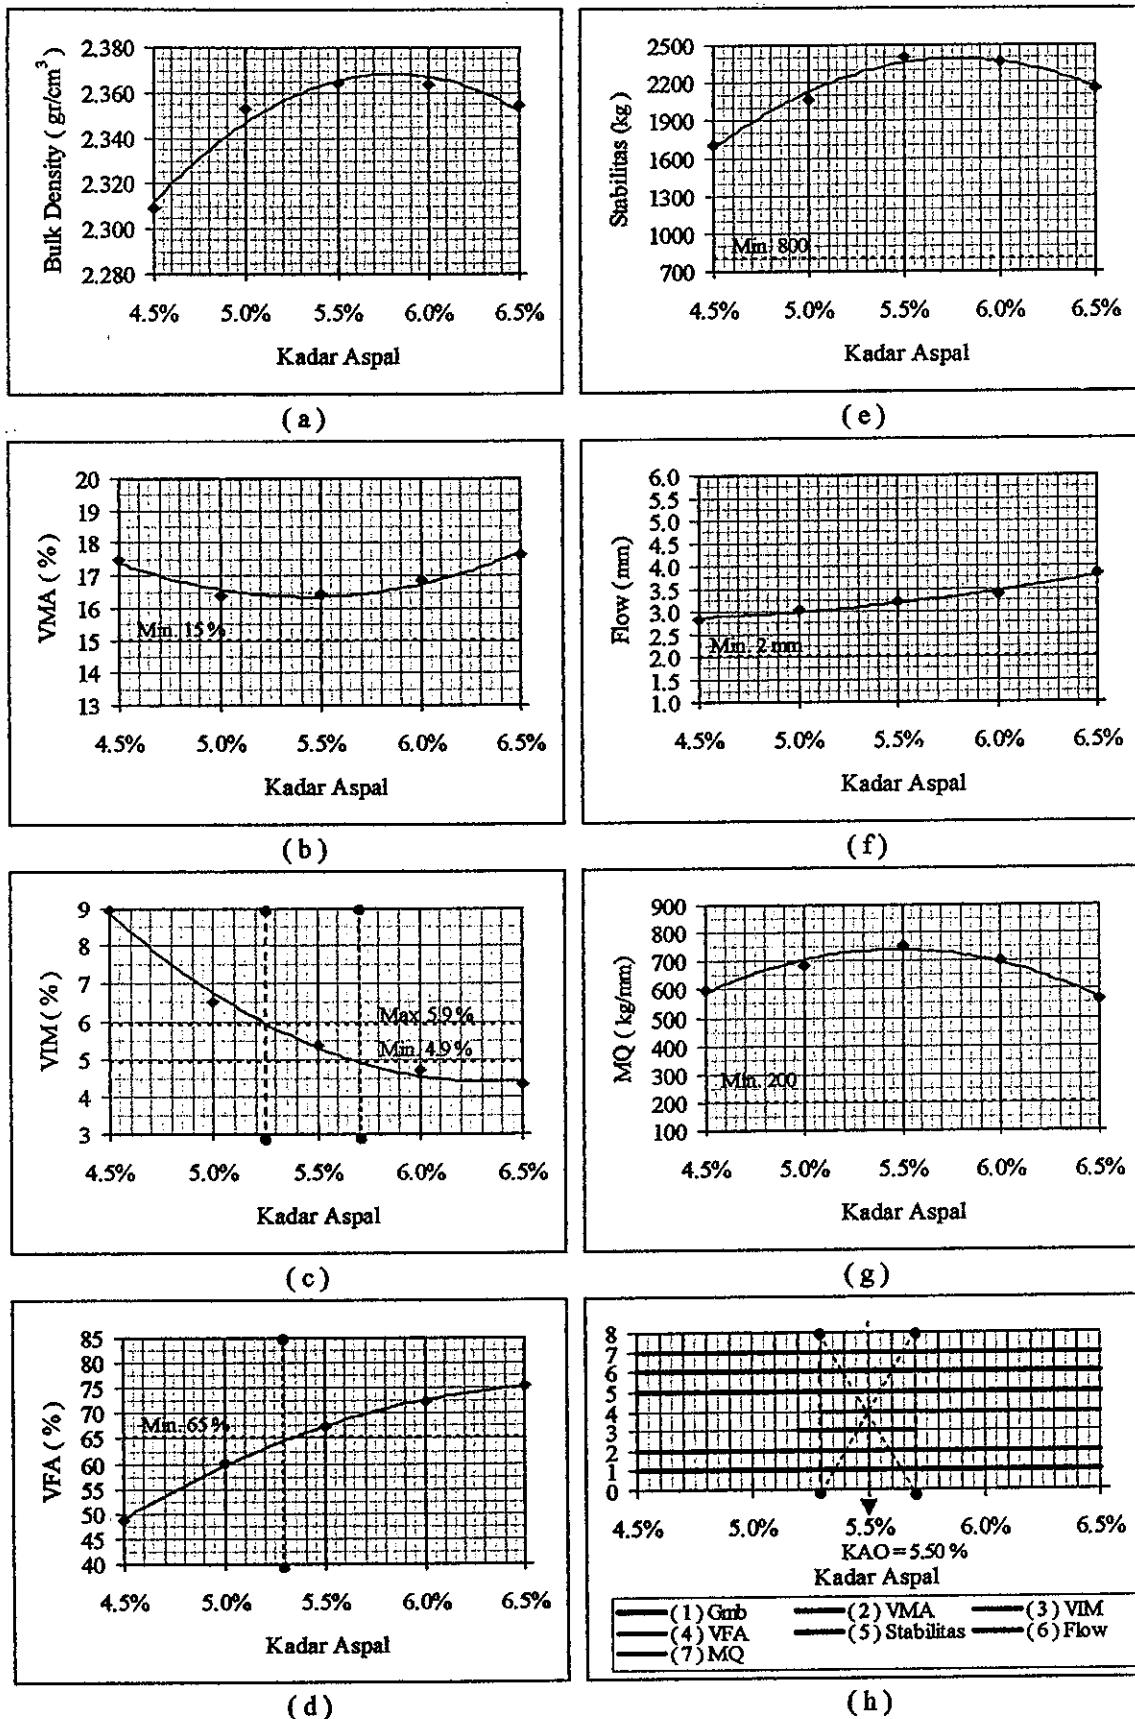 2.380
2.360
2.340
2.320
2.300
2.280
Bulk Density ( gr/cm³ )
4.5% 5.0% 5.5% 6.0% 6.5%
Kadar Aspal
( a )
2500
2200
1900
1600
1300
1000
700
Stabilitas (kg)
Min. 800
4.5% 5.0% 5.5% 6.0% 6.5%
Kadar Aspal
( e )
20
19
18
17
16
15
14
13
VMA ( % )
Min. 15 %
4.5% 5.0% 5.5% 6.0% 6.5%
Kadar Aspal
( b )
6.0
5.5
5.0
4.5
4.0
3.5
3.0
2.5
2.0
1.5
1.0
Flow ( mm )
Min. 2 mm
4.5% 5.0% 5.5% 6.0% 6.5%
Kadar Aspal
( f )
9
8
7
6
5
4
3
VIM ( % )
Max 5.9 %
Min. 4.9 %
4.5% 5.0% 5.5% 6.0% 6.5%
Kadar Aspal
( c )
900
800
700
600
500
400
300
200
100
MQ ( kg/mm)
Min. 200
4.5% 5.0% 5.5% 6.0% 6.5%
Kadar Aspal
( g )
85
80
75
70
65
60
55
50
45
40
VFA ( % )
Min. 65 %
4.5% 5.0% 5.5% 6.0% 6.5%
Kadar Aspal
( d )
8
7
6
5
4
3
2
1
0
4.5% 5.0% 5.5% 6.0% 6.5%
KAO = 5.50 %
Kadar Aspal
( 1 ) Gmb ( 2 ) VMA ( 3 ) VIM
( 4 ) VFA ( 5 ) Stabilitas ( 6 ) Flow
( 7 ) MQ
( h )